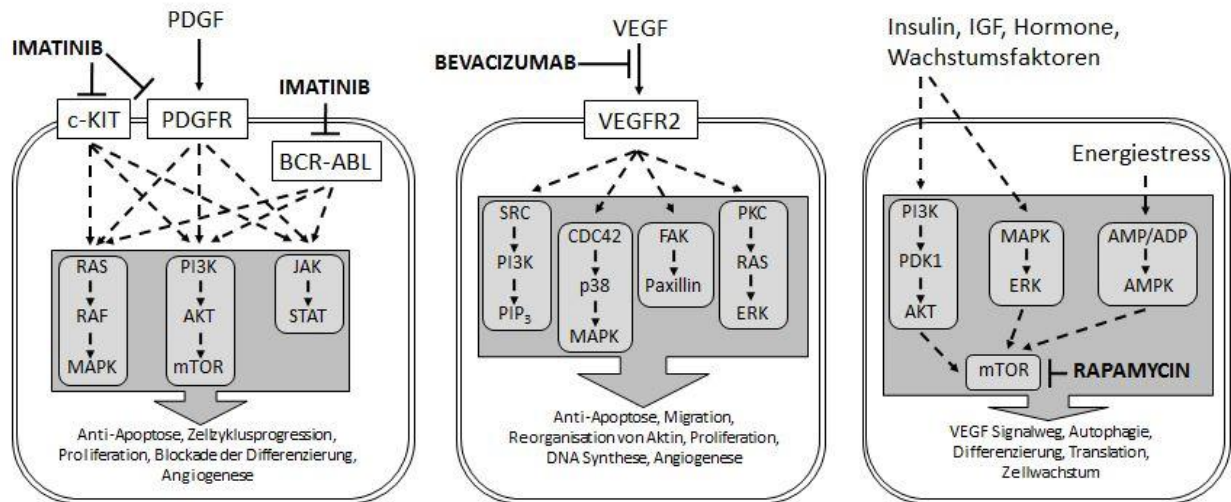 PDGF
IMATINIB
IMATINIB
c-KIT
PDGFR
BCR-ABL
RAS
RAF
MAPK
PI3K
AKT
mTOR
JAK
STAT
Anti-Apoptose, Zellzyklusprogression,
Proliferation, Blockade der Differenzierung,
Angiogenese
VEGF
BEVACIZUMAB
VEGFR2
SRC
PI3K
PIP3
CDC42
p38
MAPK
FAK
Paxillin
PKC
RAS
ERK
Anti-Apoptose, Migration,
Reorganisation von Aktin, Proliferation,
DNA Synthese, Angiogenese
Insulin, IGF, Hormone,
Wachstumsfaktoren
Energiestress
PI3K
PDK1
AKT
MAPK
ERK
AMP/ADP
AMPK
mTOR
RAPAMYCIN
VEGF Signalweg, Autophagie,
Differenzierung, Translation,
Zellwachstum